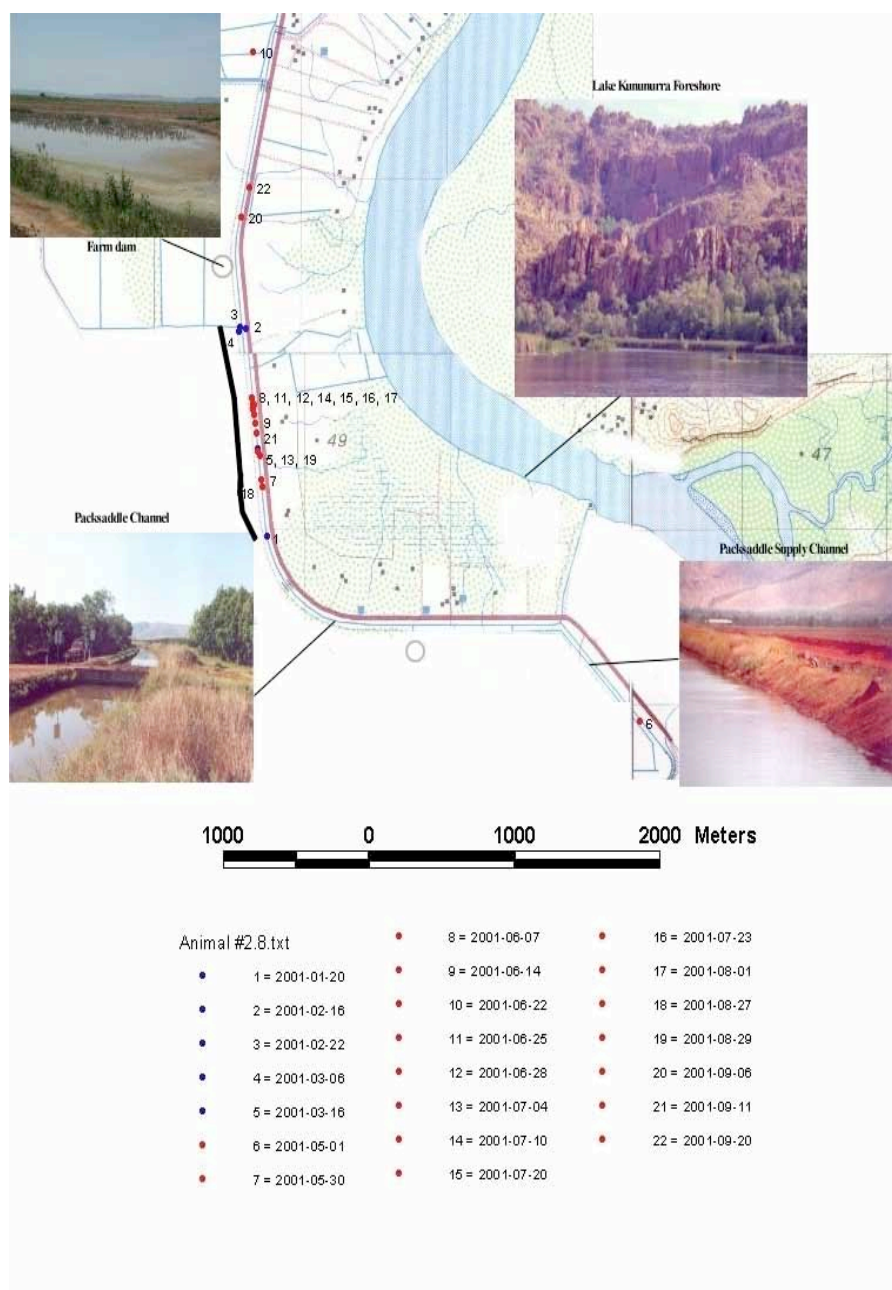 10
Lake Kununurra Foreshore
22
20
Farm dam
3
2
4
8, 11, 12, 14, 15, 16, 17
9
21
49
47
5, 13, 19
7
18
Packsaddle Channel
1
Packsaddle Supply Channel
6
1000 0 1000 2000 Meters
Animal #2.8.txt
1 = 2001-01-20
2 = 2001-02-16
3 = 2001-02-22
4 = 2001-03-06
5 = 2001-03-16
6 = 2001-05-01
7 = 2001-05-30
8 = 2001-06-07
9 = 2001-06-14
10 = 2001-06-22
11 = 2001-06-25
12 = 2001-06-28
13 = 2001-07-04
14 = 2001-07-10
15 = 2001-07-20
16 = 2001-07-23
17 = 2001-08-01
18 = 2001-08-27
19 = 2001-08-29
20 = 2001-09-06
21 = 2001-09-11
22 = 2001-09-20